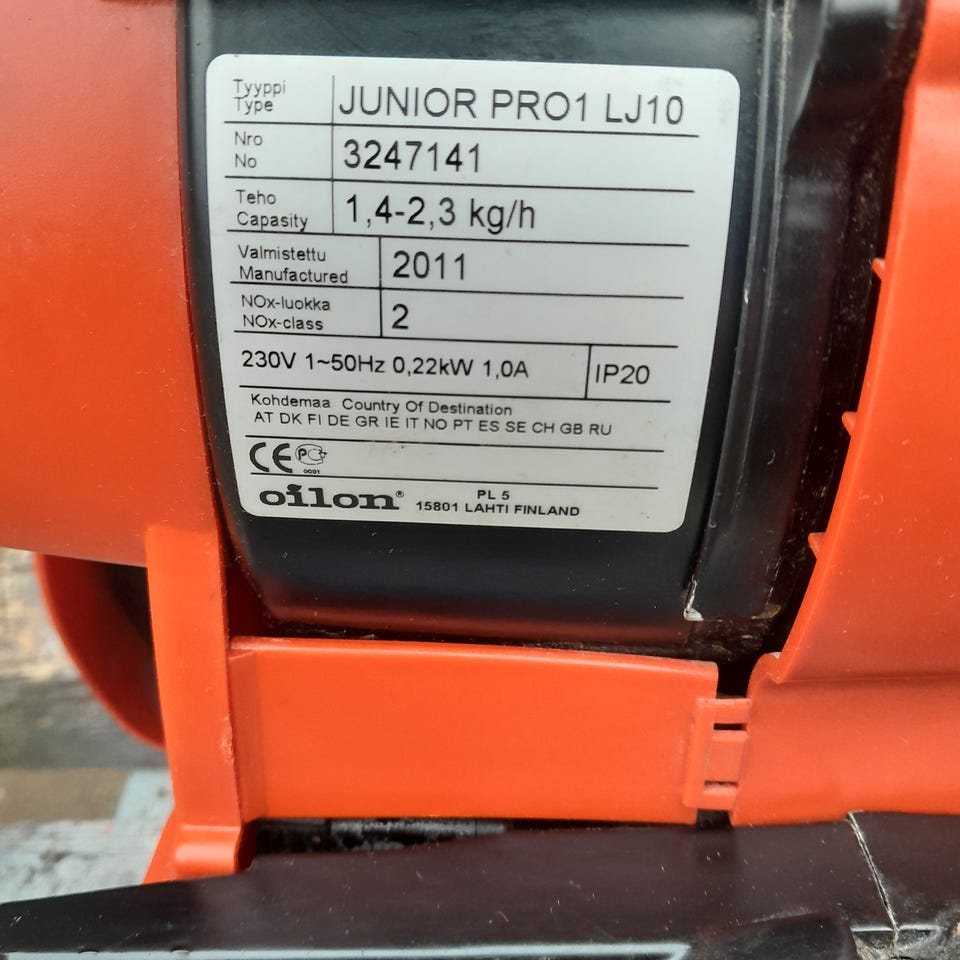 Tyyppi
Type
JUNIOR PRO1 LJ10
Nro
No
3247141
Teho
Capasity
1,4-2,3 kg/h
Valmistettu
Manufactured
2011
NOx-luokka
NOx-class
2
230V 1~50Hz 0,22kW 1,0A
IP20
Kohdemaa Country Of Destination
AT DK FI DE GR IE IT NO PT ES SE CH GB RU
CE PCT
0091
oilon®
PL 5
15801 LAHTI FINLAND